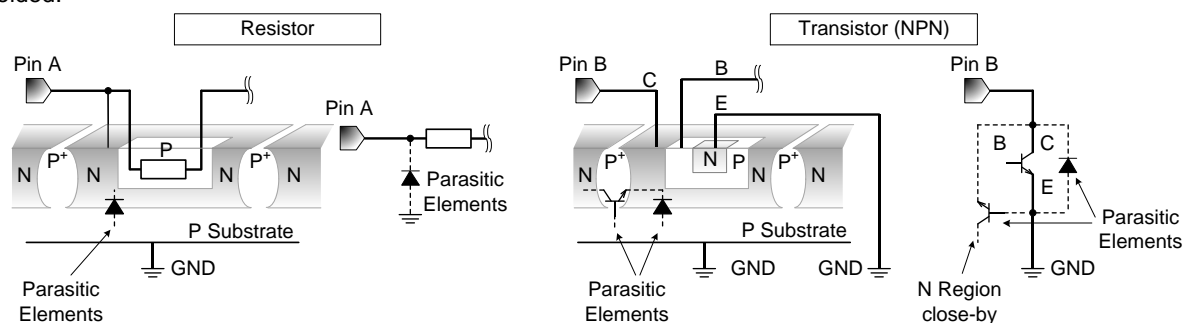 Resistor
Transistor (NPN)
Pin A
Pin A
N
P+
N
P
N
P+
N
Parasitic
Elements
P Substrate
GND
Parasitic
Elements
Pin B
C
B
E
N
P+
N
N
P
N
P+
N
P Substrate
GND
GND
Parasitic
Elements
Pin B
B
C
E
Parasitic
Elements
GND
N Region
close-by